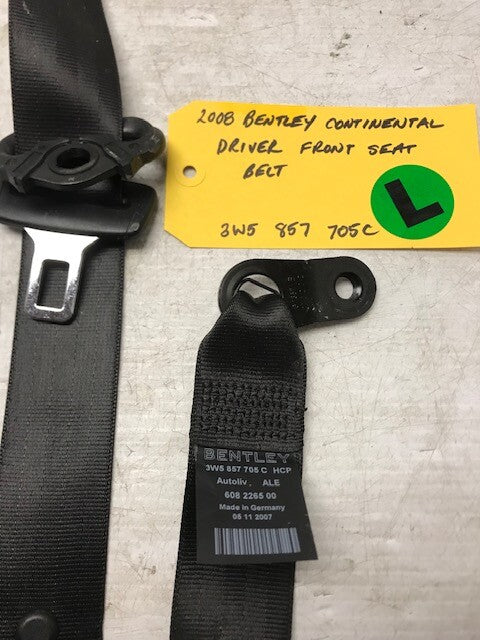 2008 BENTLEY CONTINENTAL
DRIVER FRONT SEAT
BELT
L
3W5 857 705C
BENTLEY
3W5 857 705 C HCP
Autoliv, ALE
608 2265 00
Made in Germany
05 11 2007